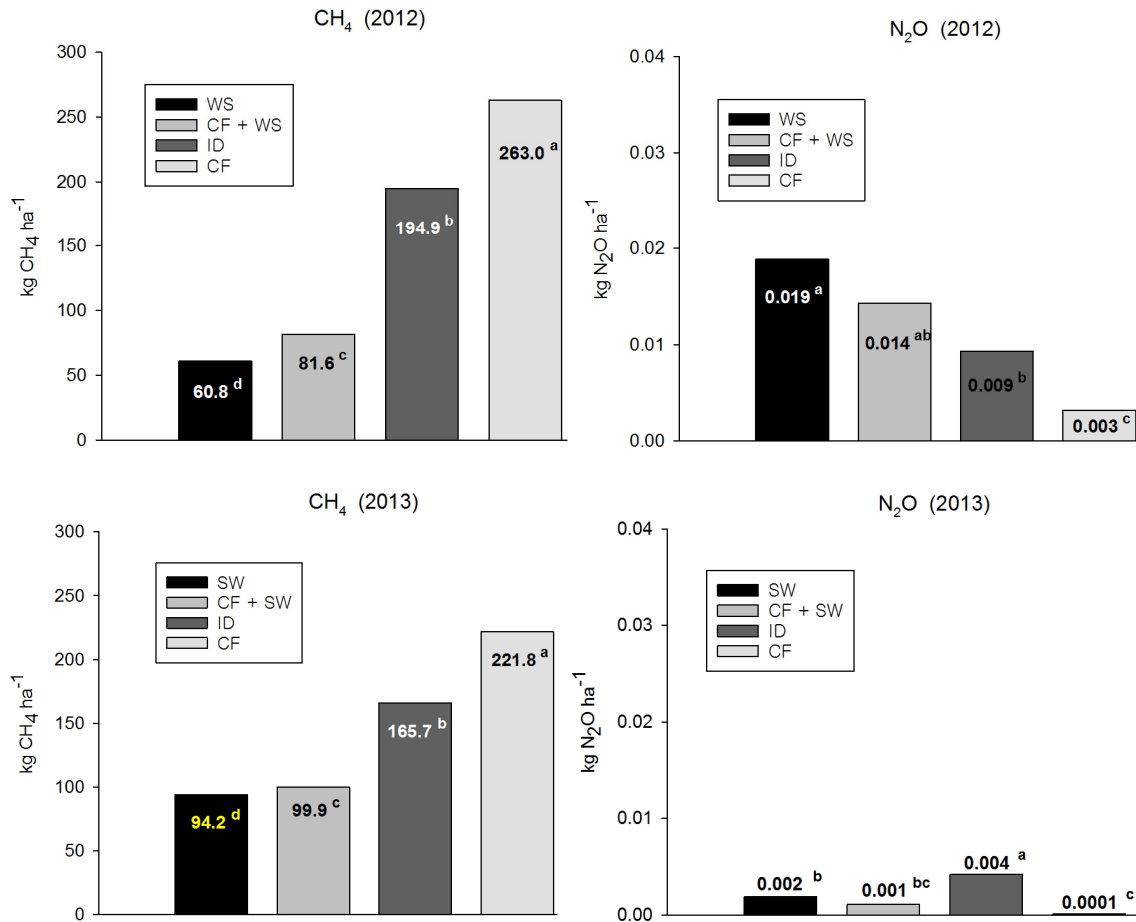 CH₄ (2012)
kg CH₄ ha⁻¹
300
250
200
150
100
50
0
WS
CF + WS
ID
CF
60.8 ᵈ
81.6 ᶜ
194.9 ᵇ
263.0 ᵃ
N₂O (2012)
kg N₂O ha⁻¹
0.04
0.03
0.02
0.01
0.00
WS
CF + WS
ID
CF
0.019 ᵃ
0.014 ᵃᵇ
0.009 ᵇ
0.003 ᶜ
CH₄ (2013)
kg CH₄ ha⁻¹
300
250
200
150
100
50
0
SW
CF + SW
ID
CF
94.2 ᵈ
99.9 ᶜ
165.7 ᵇ
221.8 ᵃ
N₂O (2013)
kg N₂O ha⁻¹
0.04
0.03
0.02
0.01
0.00
SW
CF + SW
ID
CF
0.002 ᵇ
0.001 ᵇᶜ
0.004 ᵃ
0.0001 ᶜ